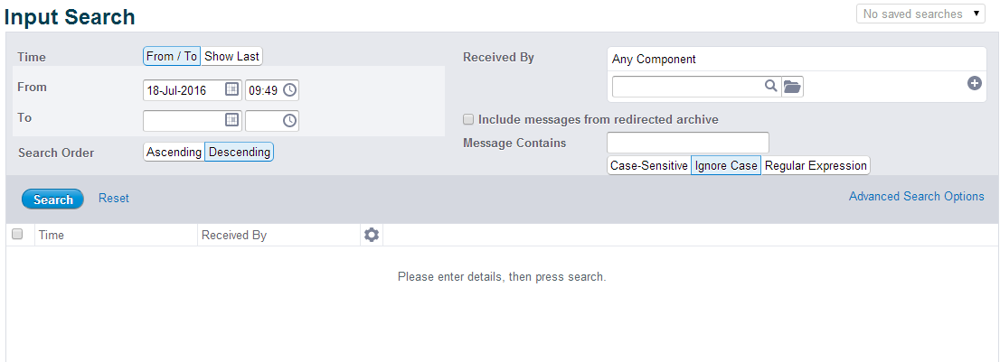 Input Search
No saved searches
Time From / To Show Last
From 18-Jul-2016 09:49
To
Search Order Ascending Descending
Received By Any Component
Include messages from redirected archive
Message Contains
Case-Sensitive Ignore Case Regular Expression
Search Reset Advanced Search Options
Time Received By
Please enter details, then press search.